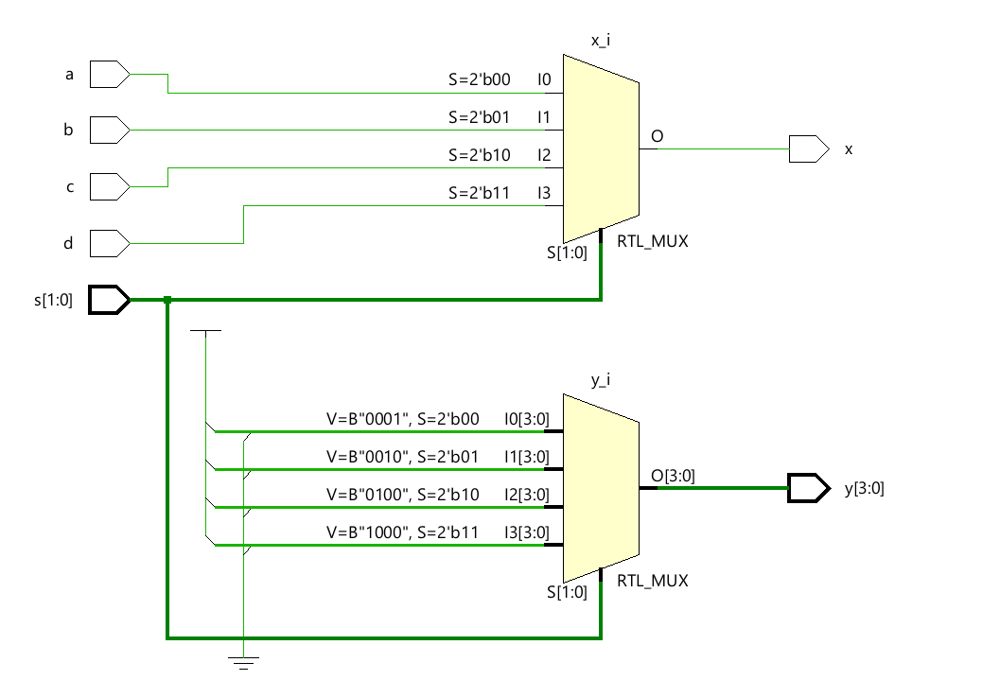 x_i
a
S=2'b00 I0
b
S=2'b01 I1
O
x
c
S=2'b10 I2
S=2'b11 I3
d
S[1:0]
RTL_MUX
s[1:0]
y_i
V=B"0001", S=2'b00 I0[3:0]
V=B"0010", S=2'b01 I1[3:0]
O[3:0]
y[3:0]
V=B"0100", S=2'b10 I2[3:0]
V=B"1000", S=2'b11 I3[3:0]
S[1:0]
RTL_MUX